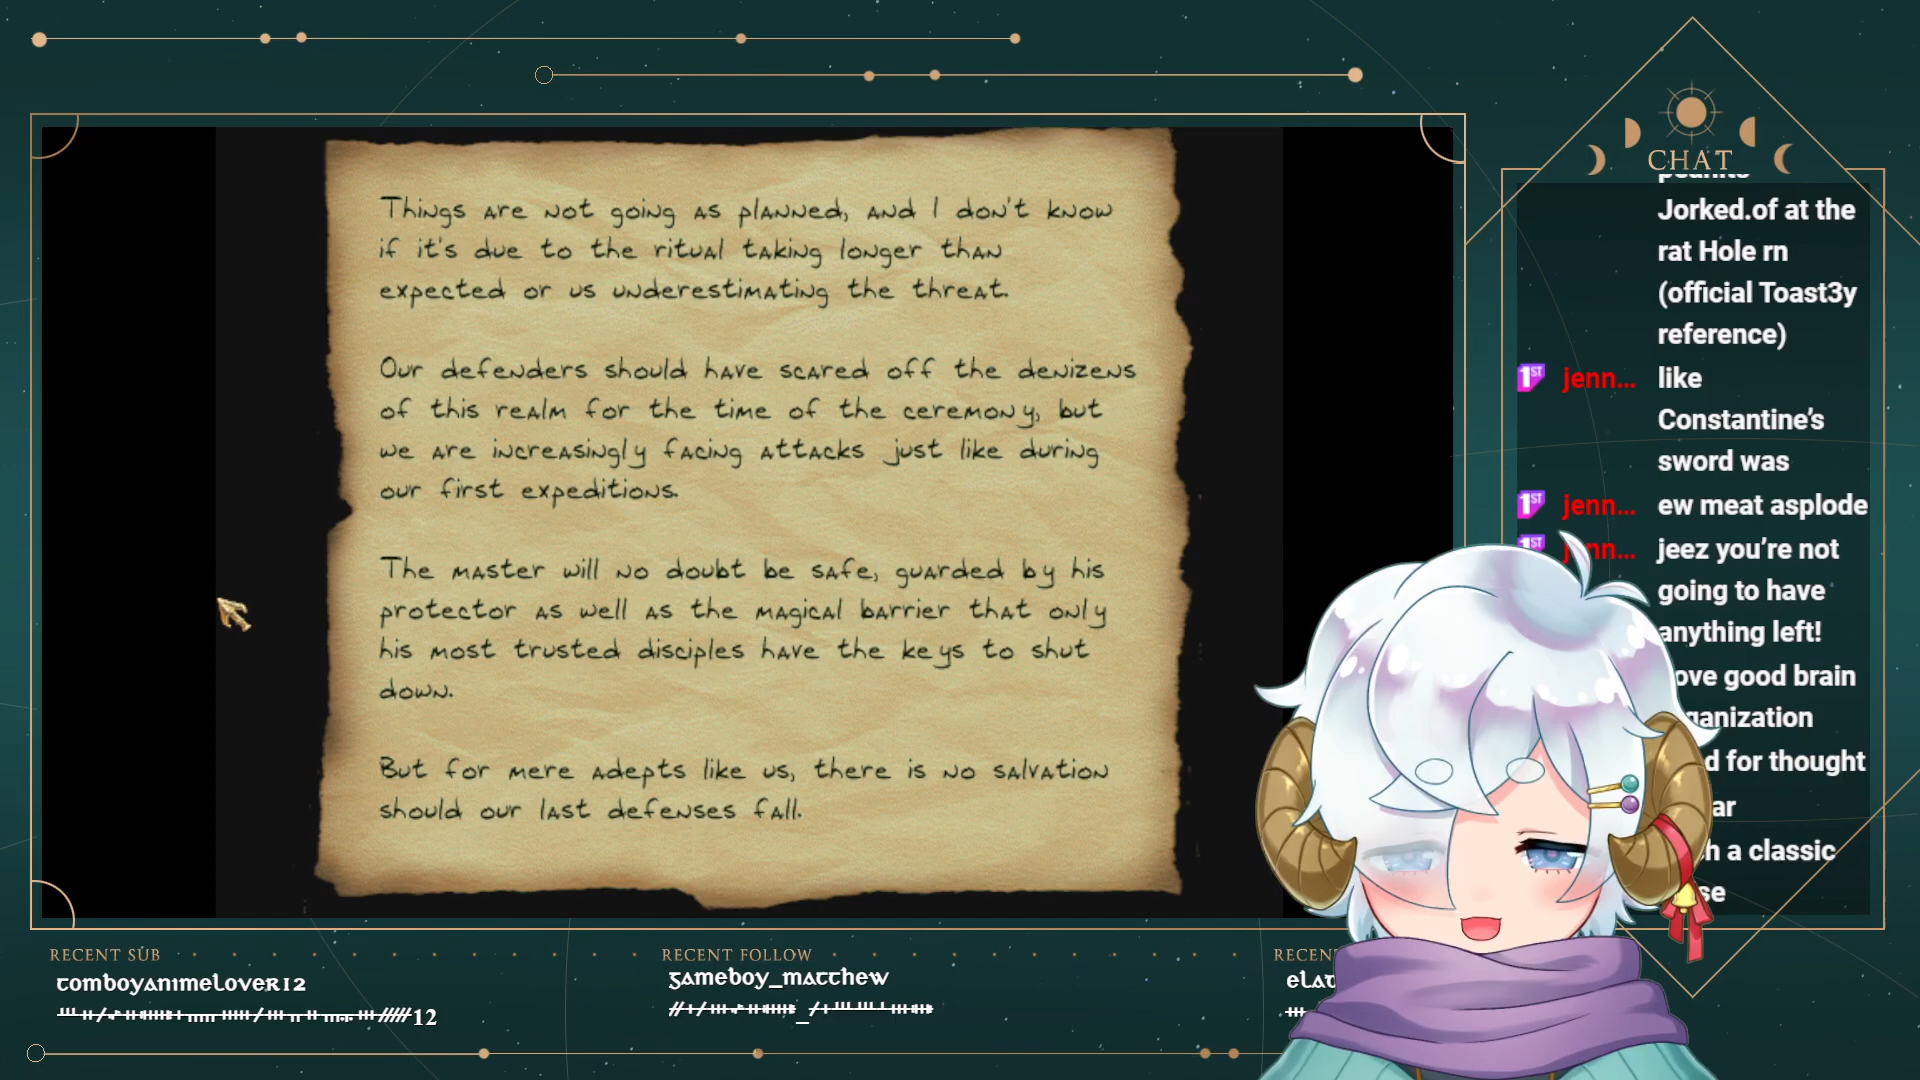 CHAT
Jorked.of at the
rat Hole rn
(official Toast3y
reference)
jenn... like
Constantine's
sword was
jenn... ew meat asplode
jeez you're not
going to have
anything left!
good brain
for thought
a classic
Things are not going as planned, and I don't know
if it's due to the ritual taking longer than
expected or us underestimating the threat.
Our defenders should have scared off the denizens
of this realm for the time of the ceremony, but
we are increasingly facing attacks just like during
our first expeditions.
The master will no doubt be safe, guarded by his
protector as well as the magical barrier that only
his most trusted disciples have the keys to shut
down.
But for mere adepts like us, there is no salvation
should our last defenses fall.
RECENT SUB
tomboyanimelover12
12
RECENT FOLLOW
gameboy_matthew